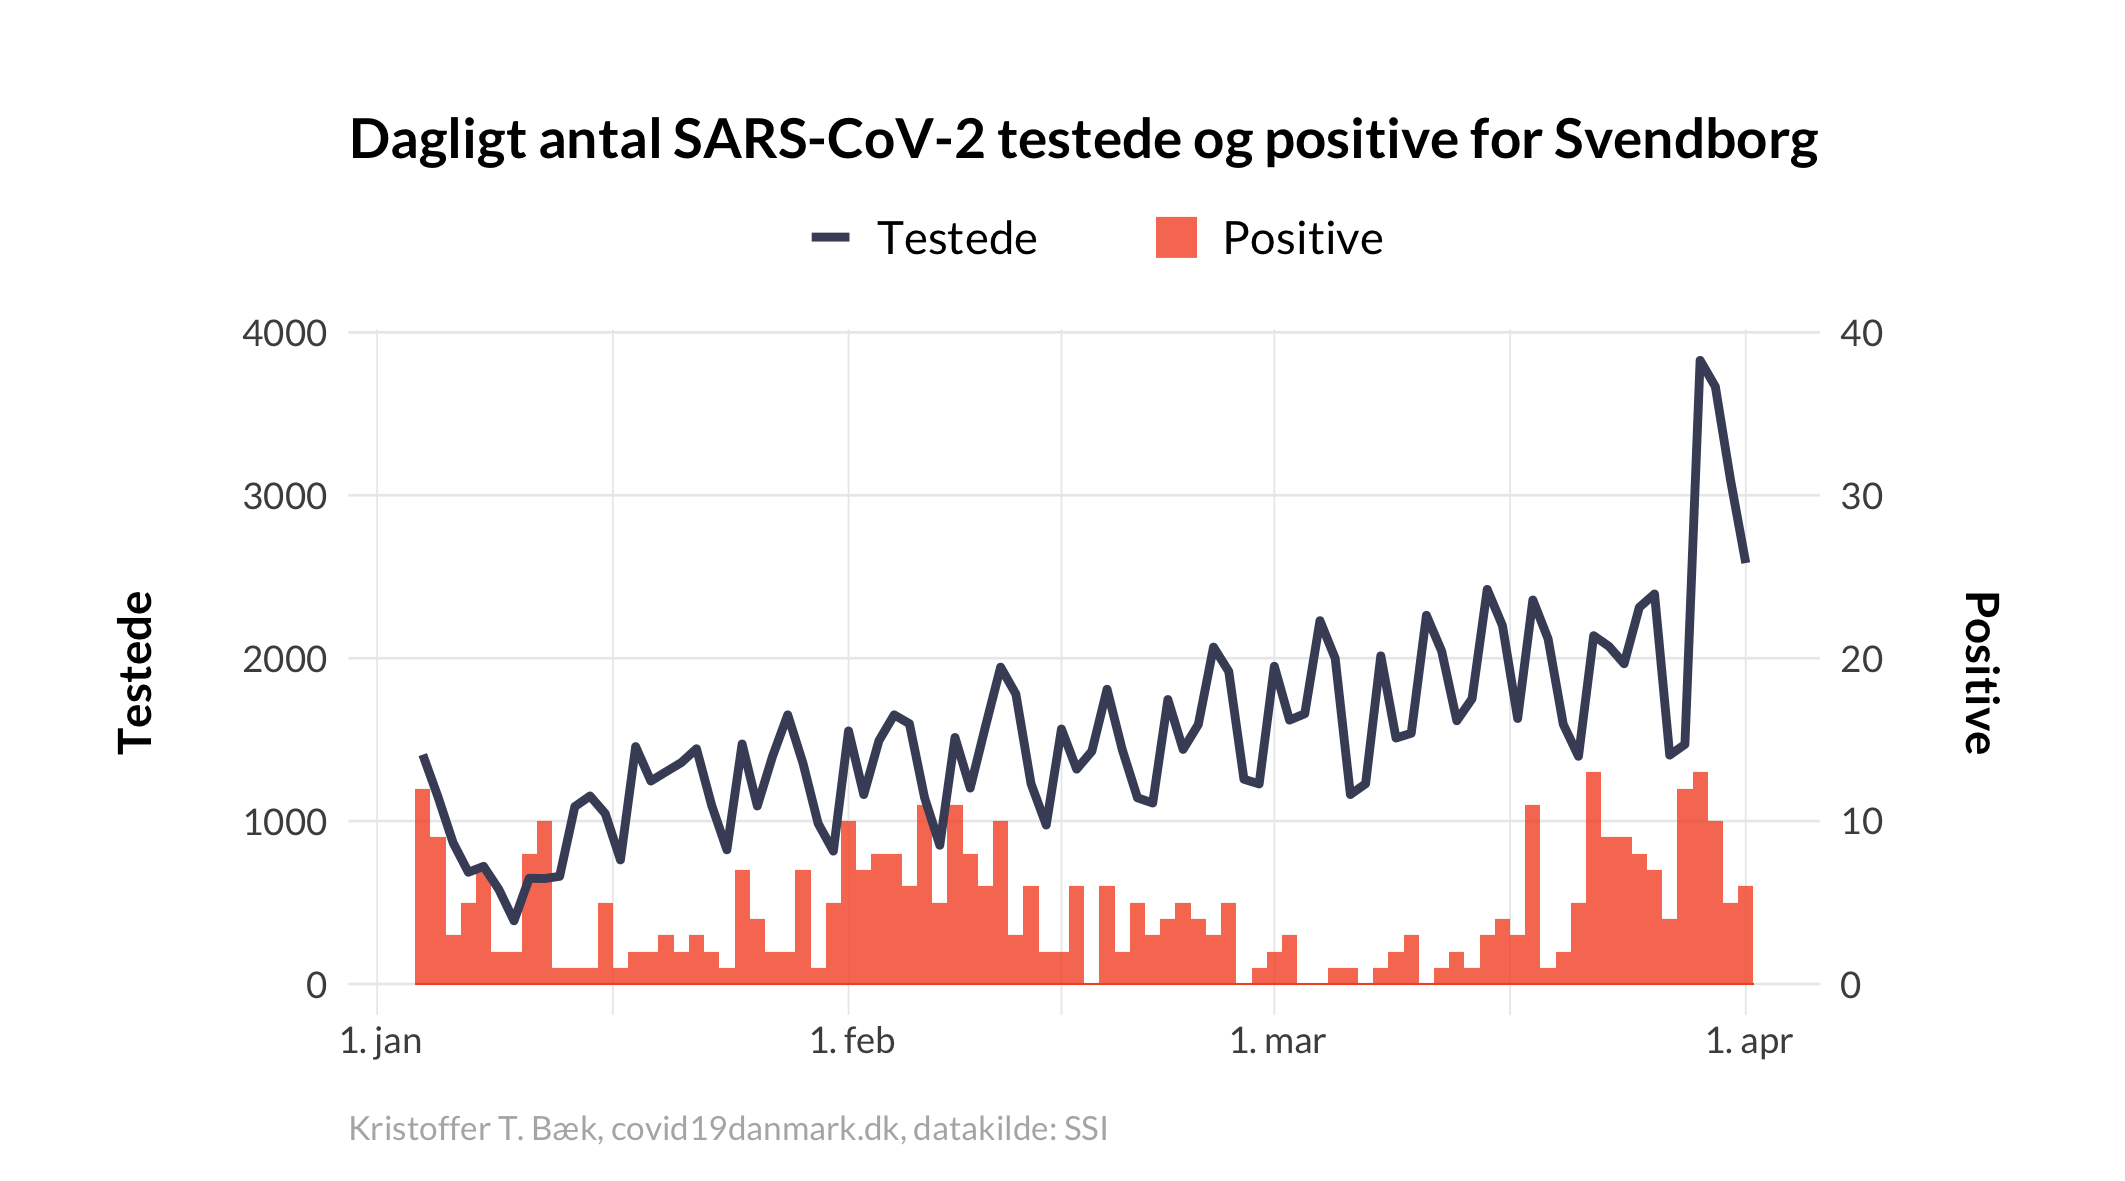 Dagligt antal SARS-CoV-2 testede og positive for Svendborg
Testede
Positive
4000
3000
2000
1000
0
40
30
20
10
0
Testede
Positive
1. jan
1. feb
1. mar
1. apr
Kristoffer T. Bæk, covid19danmark.dk, datakilde: SSI